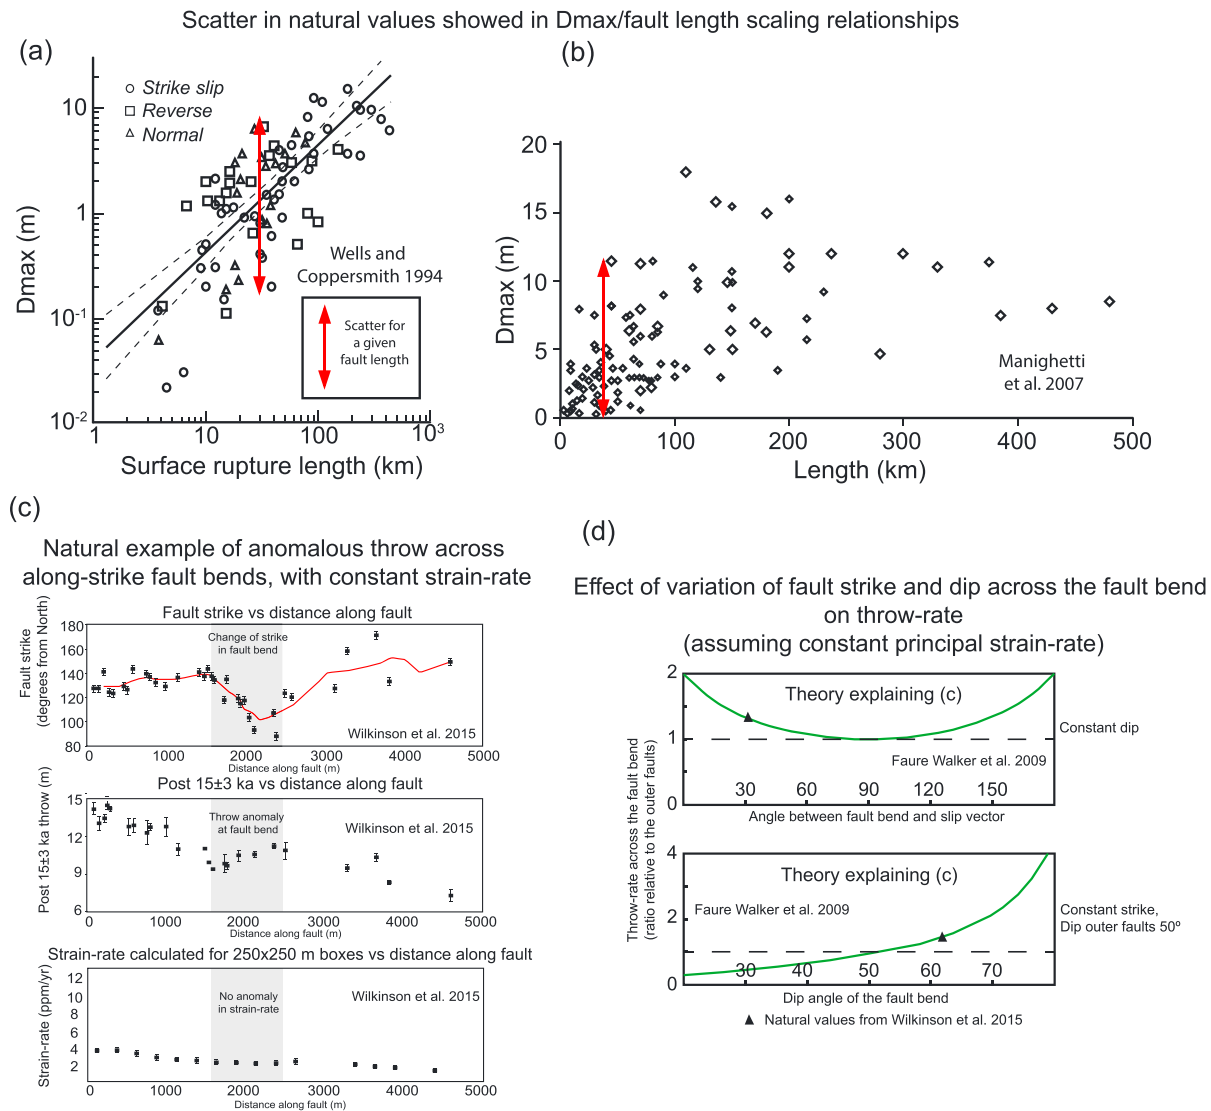 Scatter in natural values showed in Dmax/fault length scaling relationships
(a)
Strike slip
Reverse
Normal
10
1
10-1
10-2
Dmax (m)
Wells and
Coppersmith 1994
Scatter for
a given
fault length
1
10
100
10³
Surface rupture length (km)
(b)
20
15
10
5
0
Dmax (m)
Manighetti
et al. 2007
0
100
200
300
400
500
Length (km)
(c)
Natural example of anomalous throw across
along-strike fault bends, with constant strain-rate
Fault strike vs distance along fault
Fault strike
(degrees from North)
180
160
140
120
100
80
Change of strike
in fault bend
Wilkinson et al. 2015
0
1000
2000
3000
4000
5000
Distance along fault (m)
Post 15±3 ka vs distance along fault
Post 15±3 ka throw (m)
15
12
9
6
Throw anomaly
at fault bend
Wilkinson et al. 2015
0
1000
2000
3000
4000
5000
Distance along fault (m)
Strain-rate calculated for 250x250 m boxes vs distance along fault
Strain-rate (ppm/yr)
12
10
8
6
4
2
No anomaly
in strain-rate
Wilkinson et al. 2015
0
1000
2000
3000
4000
5000
Distance along fault (m)
(d)
Effect of variation of fault strike and dip across the fault bend
on throw-rate
(assuming constant principal strain-rate)
Throw-rate across the fault bend
(ratio relative to the outer faults)
2
1
0
Theory explaining (c)
Constant dip
Faure Walker et al. 2009
30
60
90
120
150
Angle between fault bend and slip vector
4
2
0
Theory explaining (c)
Faure Walker et al. 2009
Constant strike,
Dip outer faults 50º
30
40
50
60
70
Dip angle of the fault bend
Natural values from Wilkinson et al. 2015